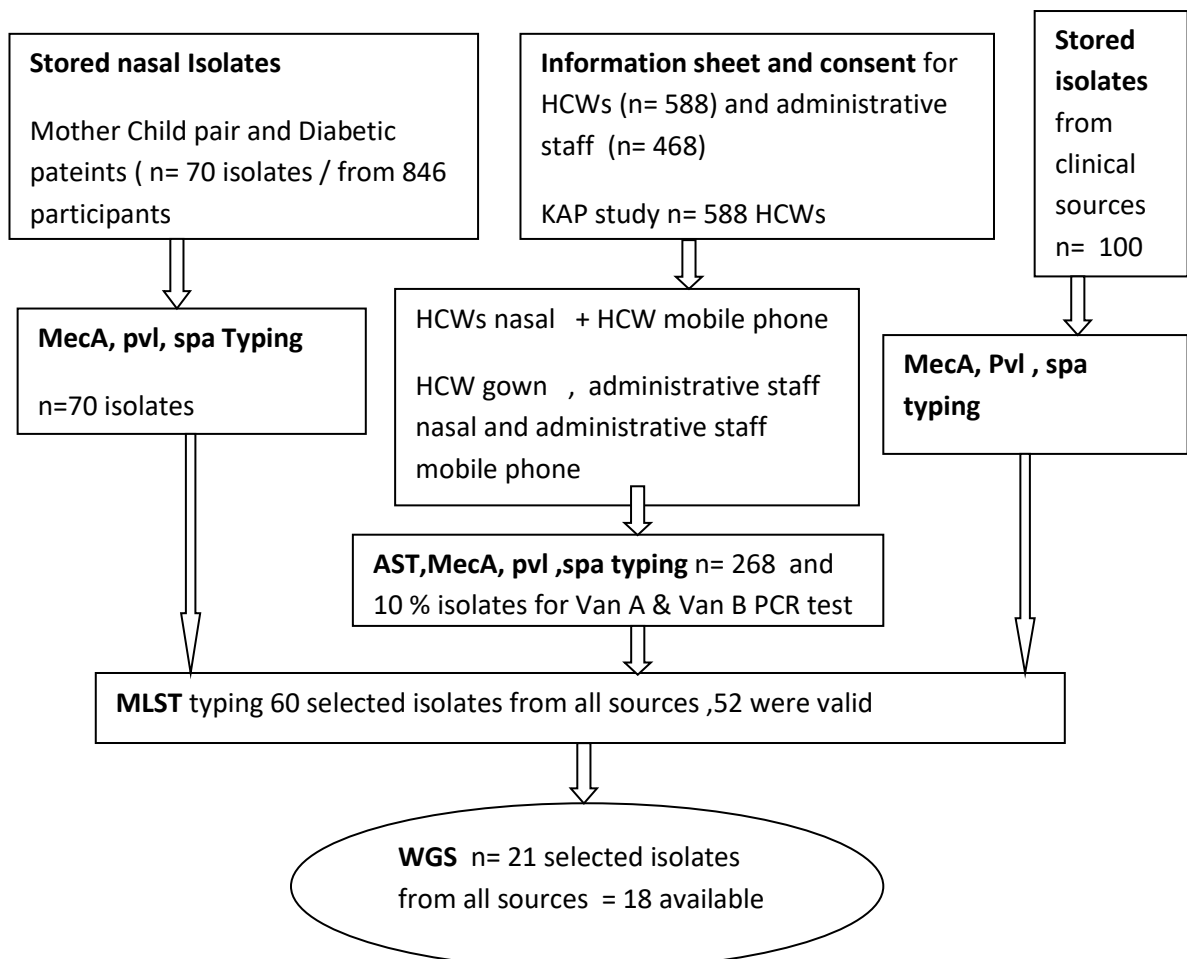 Stored nasal Isolates
Mother Child pair and Diabetic
pateints ( n= 70 isolates / from 846
participants
MecA, pvl, spa Typing
n=70 isolates
Information sheet and consent for
HCWs (n= 588) and administrative
staff (n= 468)
KAP study n= 588 HCWs
HCWs nasal + HCW mobile phone
HCW gown , administrative staff
nasal and administrative staff
mobile phone
AST,MecA, pvl ,spa typing n= 268 and
10 % isolates for Van A & Van B PCR test
Stored
isolates
from
clinical
sources
n= 100
MecA, Pvl , spa
typing
MLST typing 60 selected isolates from all sources ,52 were valid
WGS n= 21 selected isolates
from all sources = 18 available